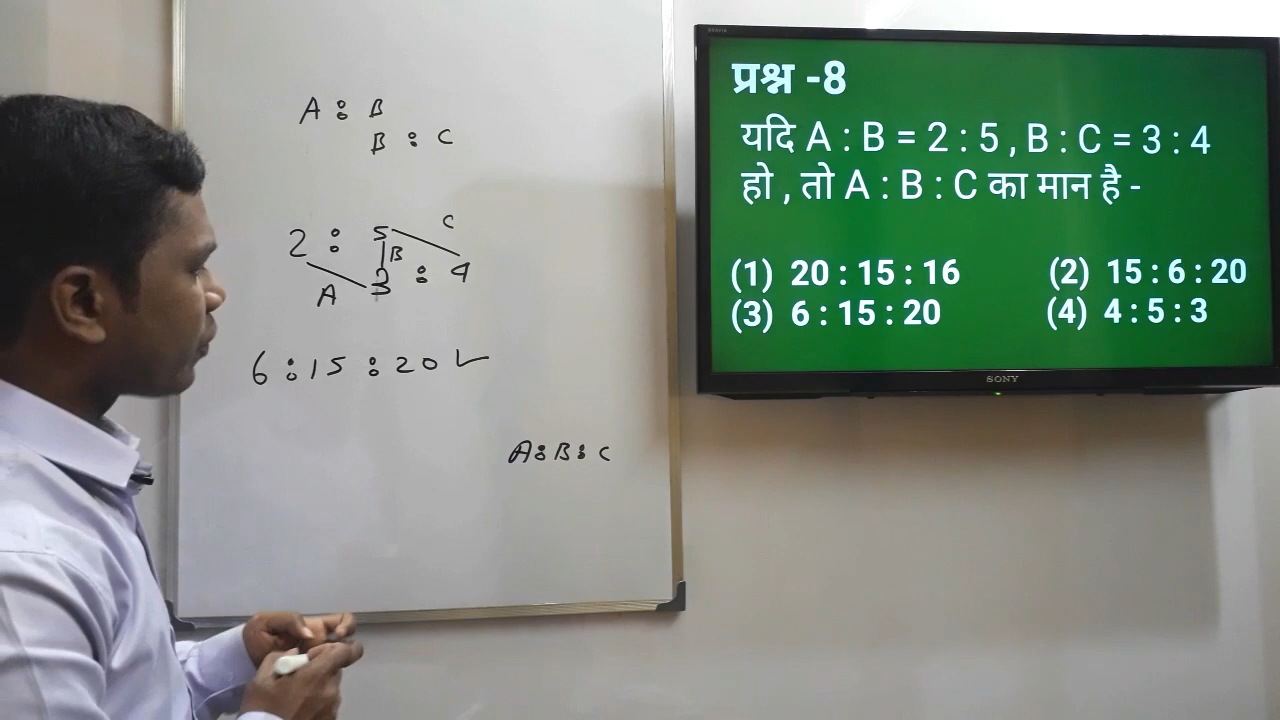 A : B
B : C
2 : 5 C
B
3 : 4
A
6 : 15 : 20 ✓
A : B : C
प्रश्न -8
यदि A : B = 2 : 5 , B : C = 3 : 4
हो , तो A : B : C का मान है -
(1) 20 : 15 : 16 (2) 15 : 6 : 20
(3) 6 : 15 : 20 (4) 4 : 5 : 3
SONY